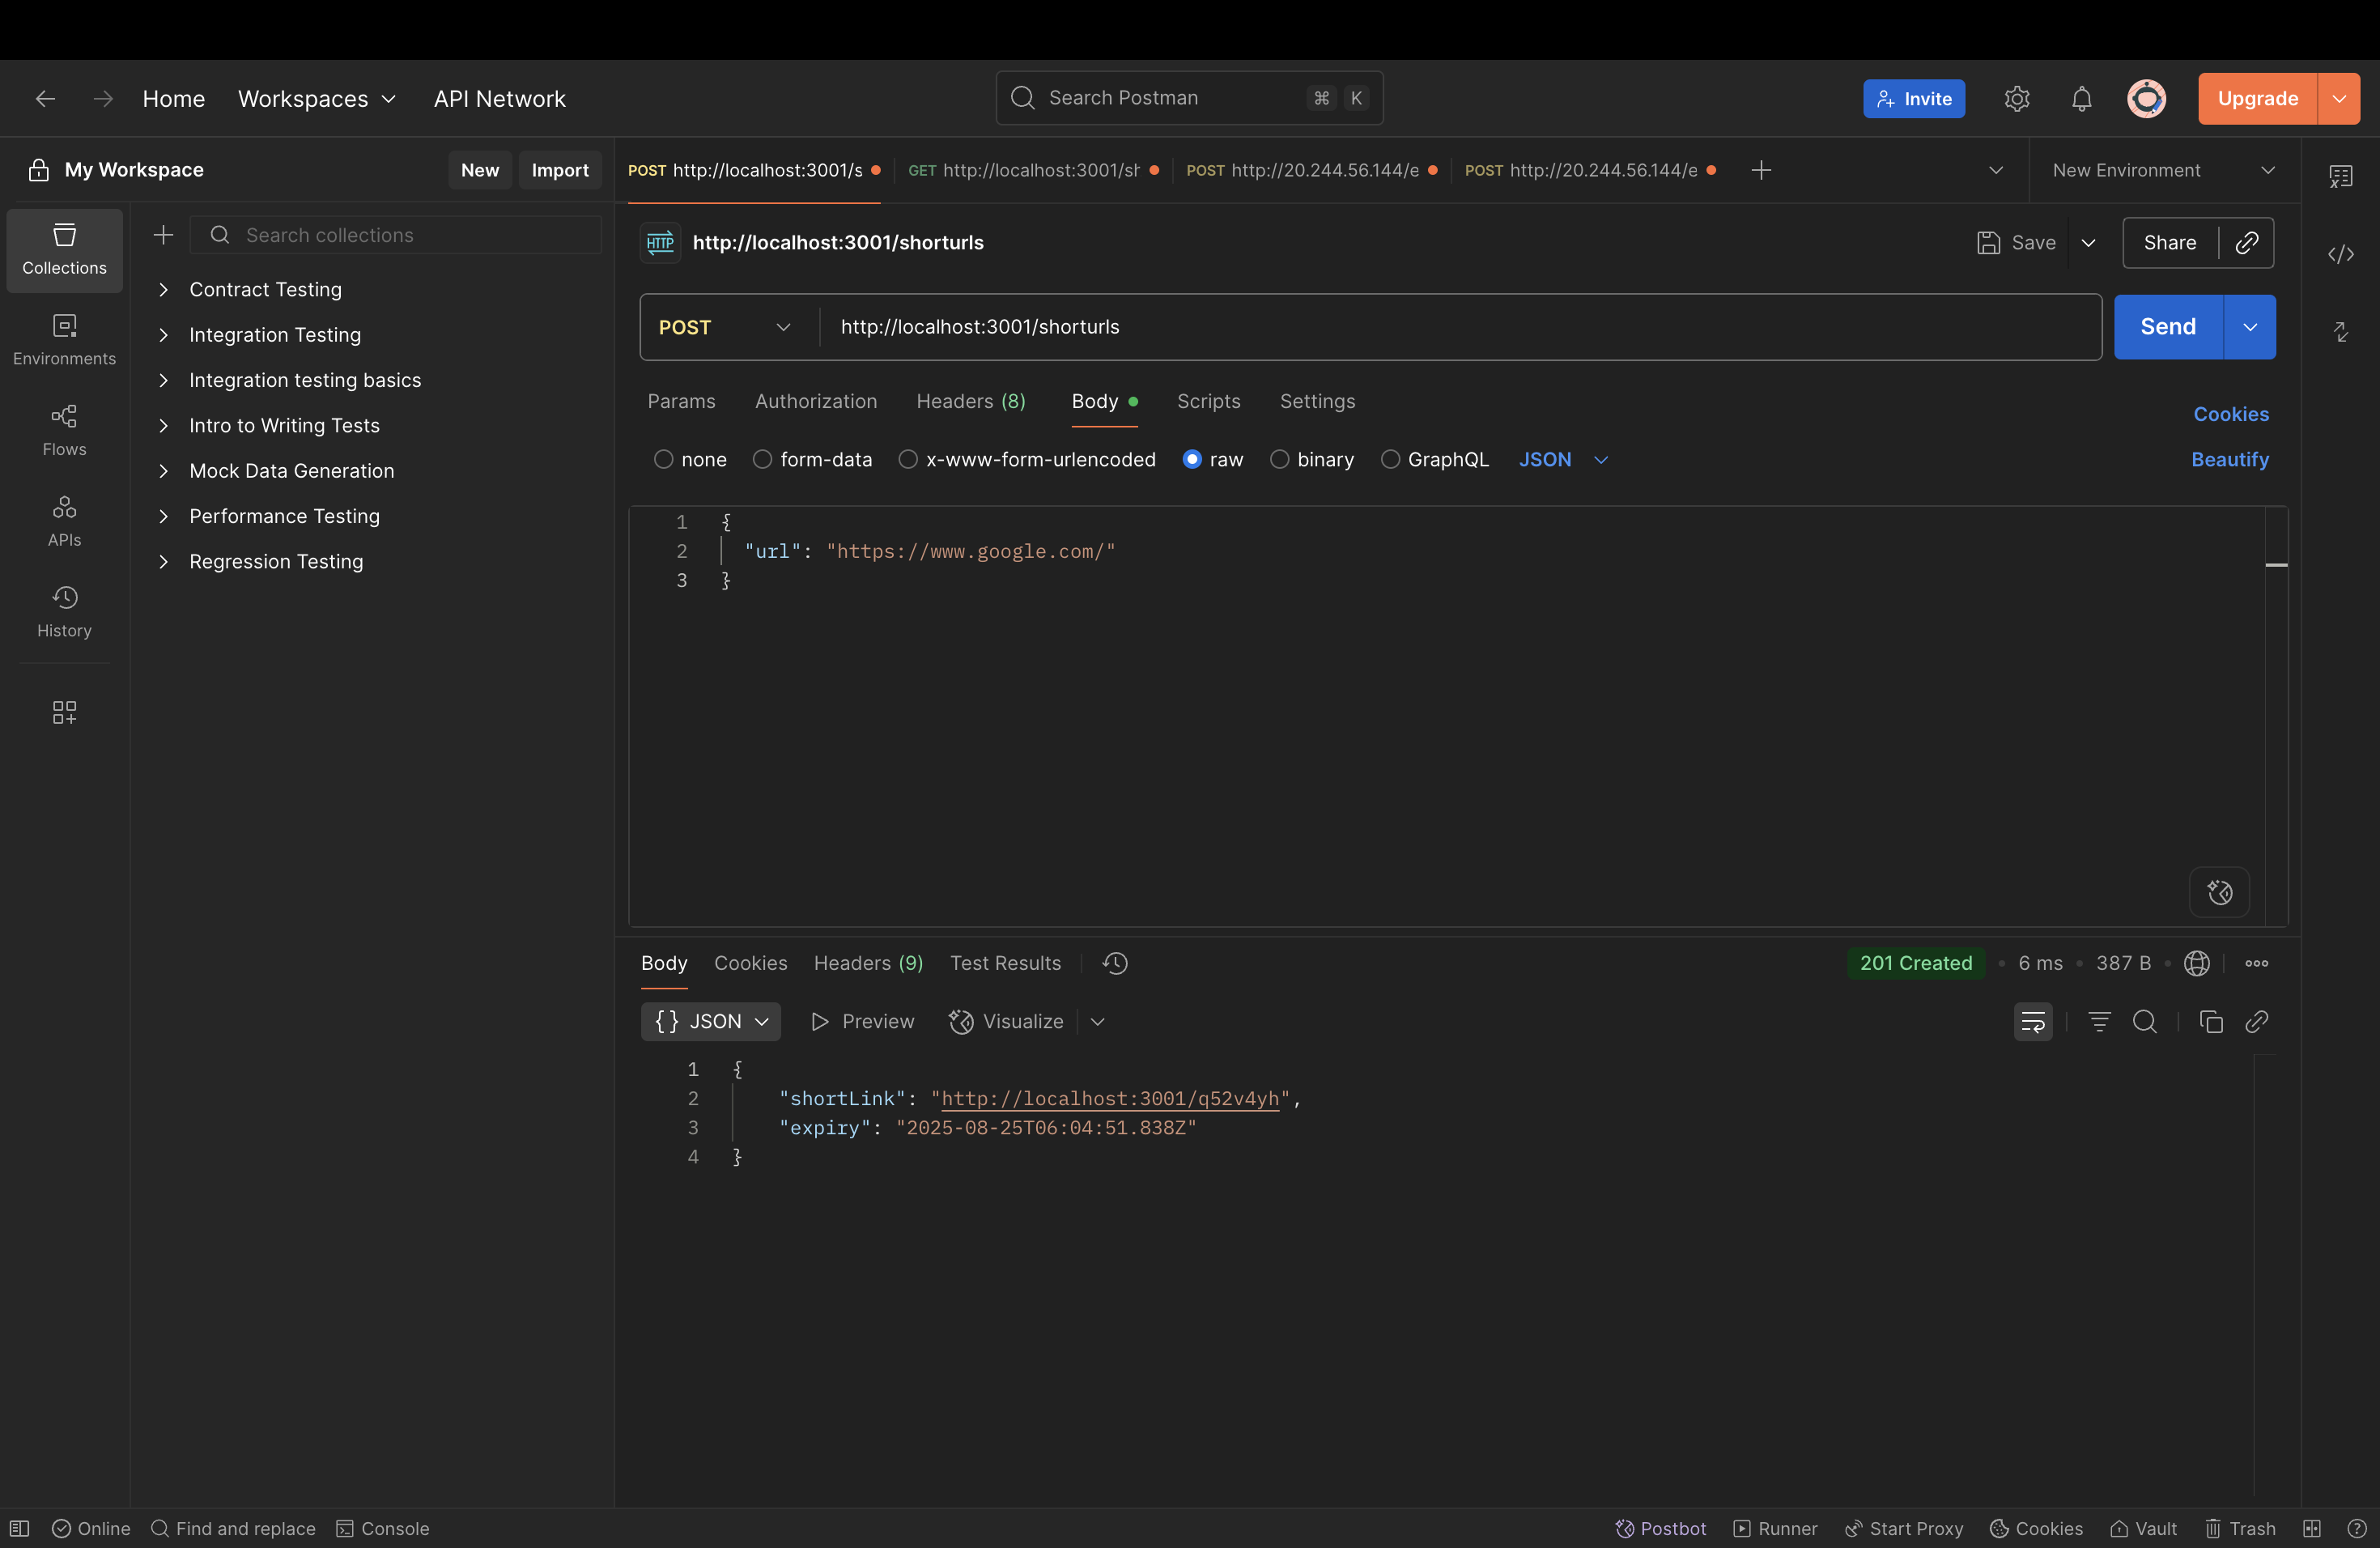 Home
Workspaces
API Network
Search Postman
⌘ K
Invite
Upgrade
My Workspace
New
Import
POST http://localhost:3001/s
GET http://localhost:3001/sh
POST http://20.244.56.144/e
POST http://20.244.56.144/e
New Environment
Collections
Environments
Flows
APIs
History
Search collections
Contract Testing
Integration Testing
Integration testing basics
Intro to Writing Tests
Mock Data Generation
Performance Testing
Regression Testing
HTTP http://localhost:3001/shorturls
Save
Share
POST http://localhost:3001/shorturls
Send
Params Authorization Headers (8) Body Scripts Settings
Cookies
none form-data x-www-form-urlencoded raw binary GraphQL JSON
Beautify
1 {
2 "url": "https://www.google.com/"
3 }
Body Cookies Headers (9) Test Results
201 Created 6 ms 387 B
{} JSON Preview Visualize
1 {
2 "shortLink": "http://localhost:3001/q52v4yh",
3 "expiry": "2025-08-25T06:04:51.838Z"
4 }
Online Find and replace Console
Postbot Runner Start Proxy Cookies Vault Trash